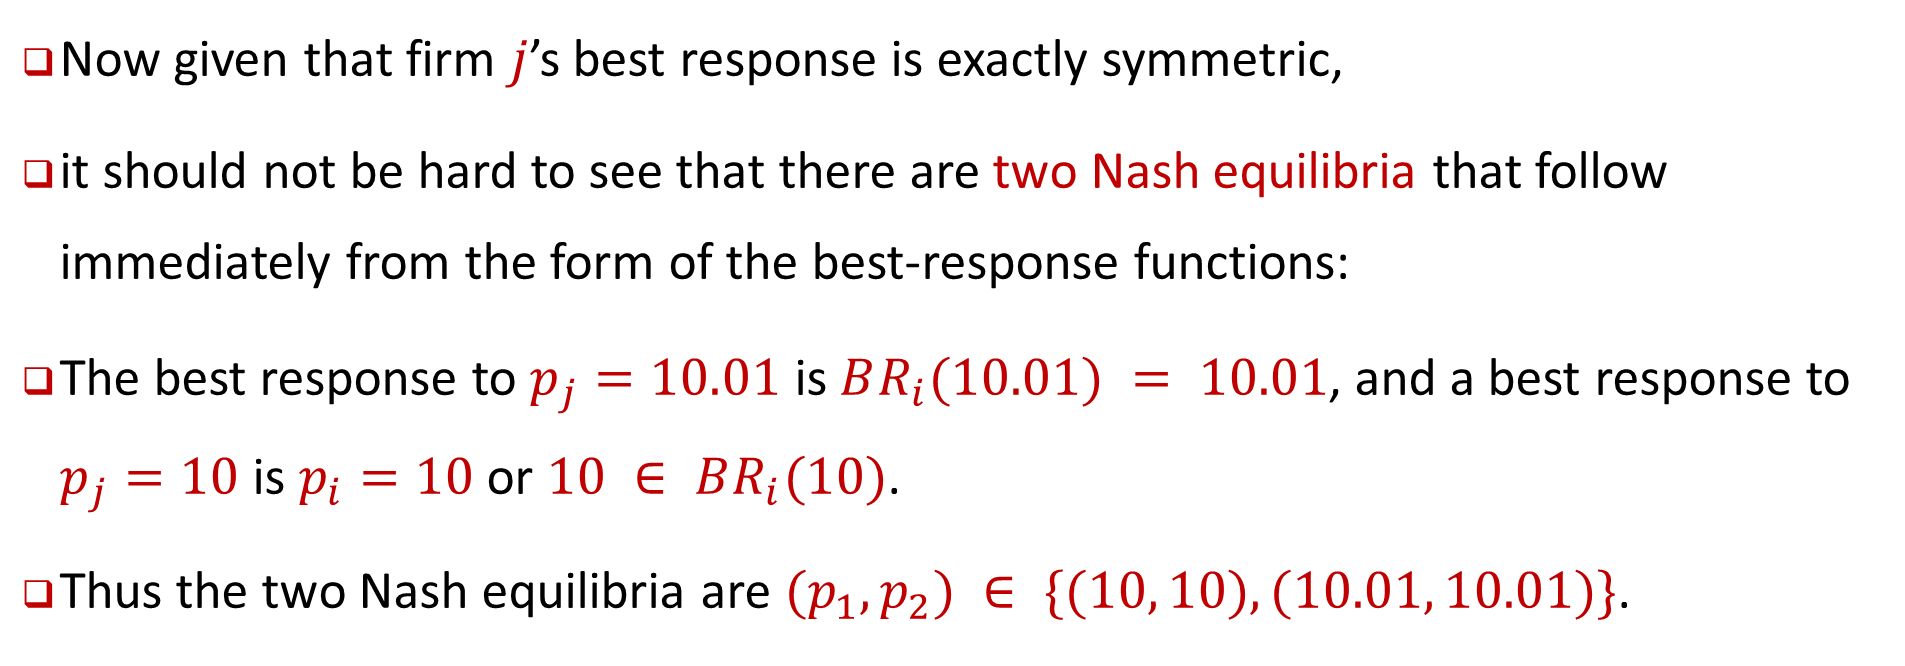 ❑Now given that firm j’s best response is exactly symmetric,
❑it should not be hard to see that there are two Nash equilibria that follow
immediately from the form of the best-response functions:
❑The best response to p_j = 10.01 is BR_i(10.01) = 10.01, and a best response to
p_j = 10 is p_i = 10 or 10 ∈ BR_i(10).
❑Thus the two Nash equilibria are (p_1, p_2) ∈ {(10, 10), (10.01, 10.01)}.